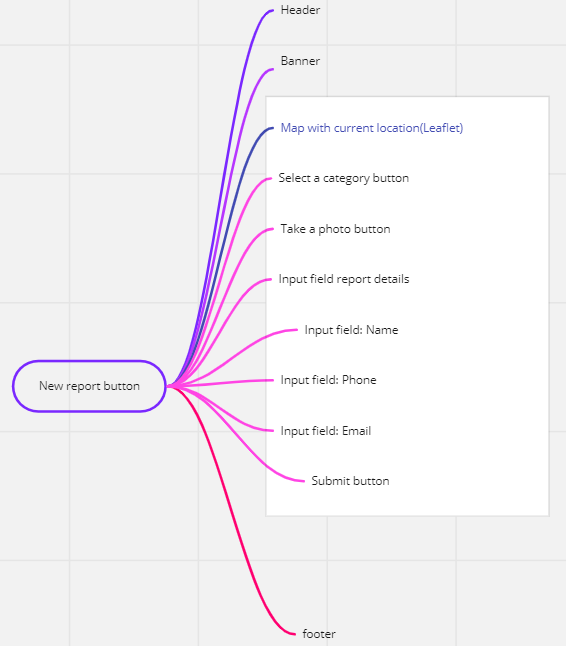 Header
Banner
Map with current location(Leaflet)
Select a category button
Take a photo button
Input field report details
Input field: Name
New report button
Input field: Phone
Input field: Email
Submit button
footer